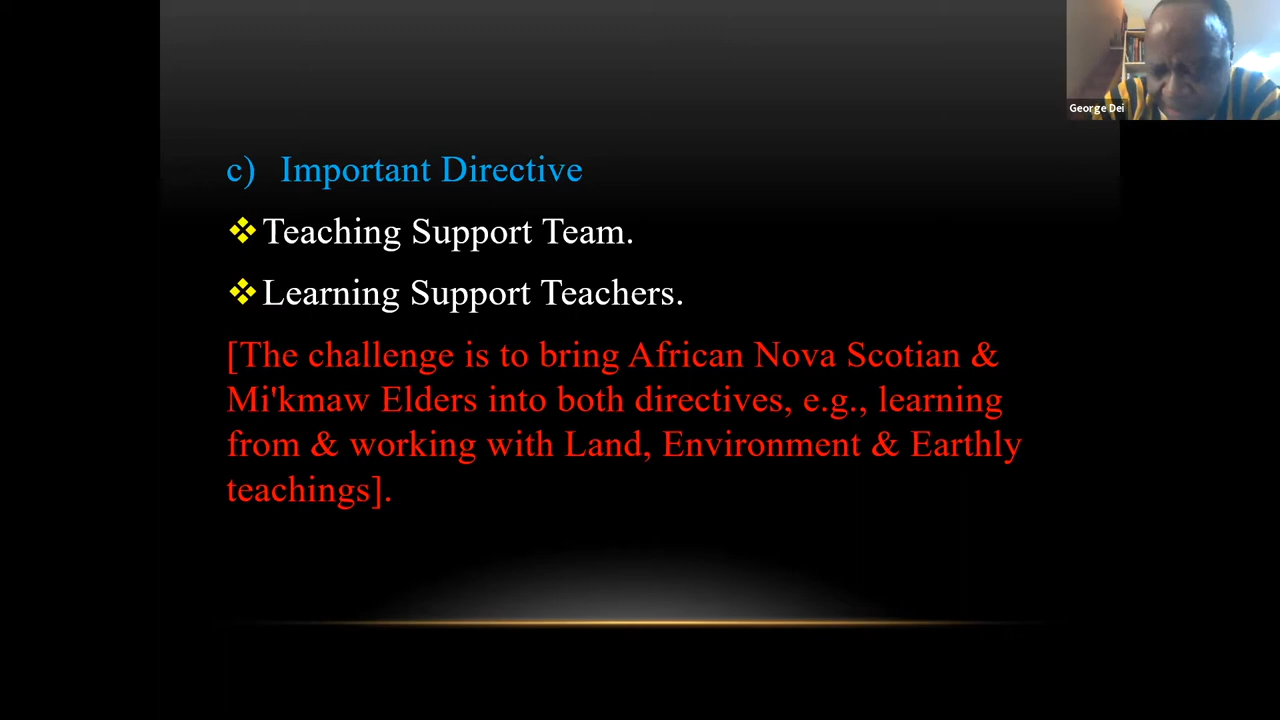 George Dei
c) Important Directive
❖Teaching Support Team.
❖Learning Support Teachers.
[The challenge is to bring African Nova Scotian &
Mi'kmaw Elders into both directives, e.g., learning
from & working with Land, Environment & Earthly
teachings].